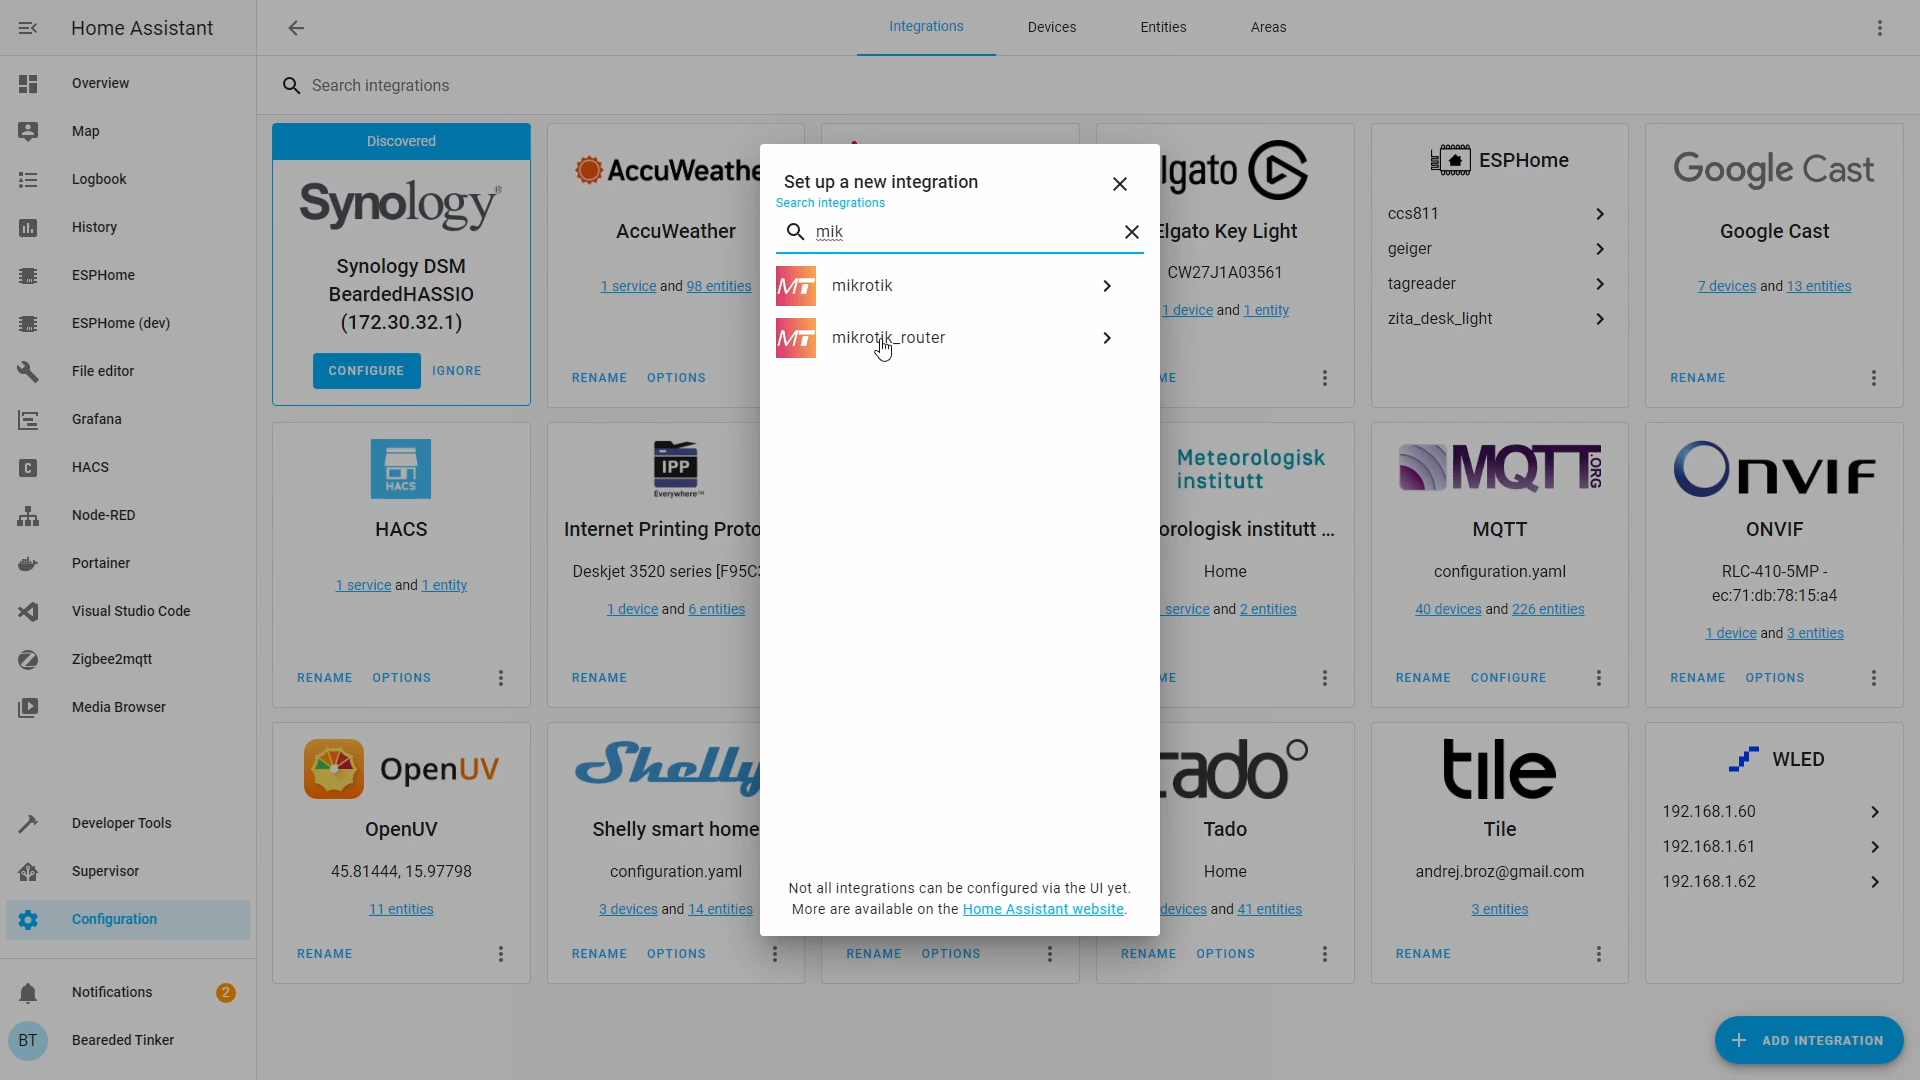 Home Assistant
Integrations
Devices
Entities
Areas
Overview
Map
Logbook
History
ESPHome
ESPHome (dev)
File editor
Grafana
HACS
Node-RED
Portainer
Visual Studio Code
Zigbee2mqtt
Media Browser
Developer Tools
Supervisor
Configuration
Notifications
2
BT
Beareded Tinker
Search integrations
Discovered
Synology®
Synology DSM
BeardedHASSIO
(172.30.32.1)
CONFIGURE
IGNORE
AccuWeathe
AccuWeather
1 service and 98 entities
RENAME OPTIONS
lgato
Elgato Key Light
CW27J1A03561
1 device and 1 entity
ME
ESPHome
ccs811
geiger
tagreader
zita_desk_light
Google Cast
Google Cast
7 devices and 13 entities
RENAME
Set up a new integration
Search integrations
mik
MT
mikrotik
MT
mikrotik_router
Not all integrations can be configured via the UI yet.
More are available on the Home Assistant website.
HACS
HACS
1 service and 1 entity
RENAME OPTIONS
IPP
Everywhere™
Internet Printing Proto
Deskjet 3520 series [F95C3
1 device and 6 entities
RENAME
Meteorologisk
institutt
orologisk institutt ...
Home
service and 2 entities
ME
MQTT.ORG
MQTT
configuration.yaml
40 devices and 226 entities
RENAME CONFIGURE
ONVIF
ONVIF
RLC-410-5MP -
ec:71:db:78:15:a4
1 device and 3 entities
RENAME OPTIONS
OpenUV
OpenUV
45.81444, 15.97798
11 entities
RENAME
Shelly
Shelly smart home
configuration.yaml
3 devices and 14 entities
RENAME OPTIONS
RENAME OPTIONS
tado°
Tado
Home
devices and 41 entities
RENAME OPTIONS
tile
Tile
andrej.broz@gmail.com
3 entities
RENAME
WLED
192.168.1.60
192.168.1.61
192.168.1.62
ADD INTEGRATION